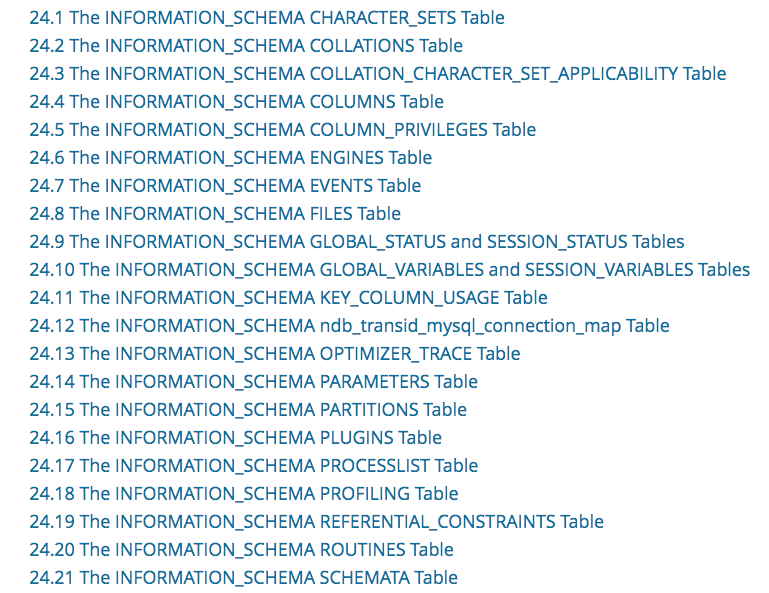 24.1 The INFORMATION_SCHEMA CHARACTER_SETS Table
24.2 The INFORMATION_SCHEMA COLLATIONS Table
24.3 The INFORMATION_SCHEMA COLLATION_CHARACTER_SET_APPLICABILITY Table
24.4 The INFORMATION_SCHEMA COLUMNS Table
24.5 The INFORMATION_SCHEMA COLUMN_PRIVILEGES Table
24.6 The INFORMATION_SCHEMA ENGINES Table
24.7 The INFORMATION_SCHEMA EVENTS Table
24.8 The INFORMATION_SCHEMA FILES Table
24.9 The INFORMATION_SCHEMA GLOBAL_STATUS and SESSION_STATUS Tables
24.10 The INFORMATION_SCHEMA GLOBAL_VARIABLES and SESSION_VARIABLES Tables
24.11 The INFORMATION_SCHEMA KEY_COLUMN_USAGE Table
24.12 The INFORMATION_SCHEMA ndb_transid_mysql_connection_map Table
24.13 The INFORMATION_SCHEMA OPTIMIZER_TRACE Table
24.14 The INFORMATION_SCHEMA PARAMETERS Table
24.15 The INFORMATION_SCHEMA PARTITIONS Table
24.16 The INFORMATION_SCHEMA PLUGINS Table
24.17 The INFORMATION_SCHEMA PROCESSLIST Table
24.18 The INFORMATION_SCHEMA PROFILING Table
24.19 The INFORMATION_SCHEMA REFERENTIAL_CONSTRAINTS Table
24.20 The INFORMATION_SCHEMA ROUTINES Table
24.21 The INFORMATION_SCHEMA SCHEMATA Table